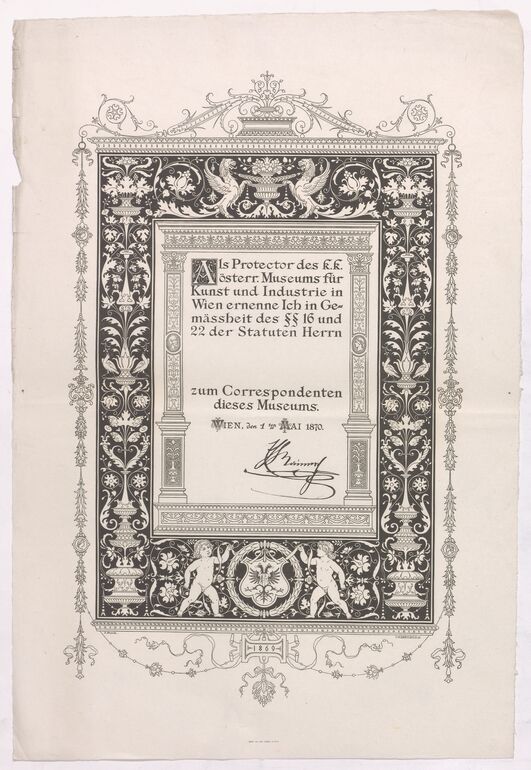 Als Protector des k.k.
österr. Museums für
Kunst und Industrie in
Wien ernenne Ich in Ge-
mässheit des §§ 16 und
22 der Statuten Herrn
zum Correspondenten
dieses Museums.
WIEN, den 1ten MAI 1870.
1869